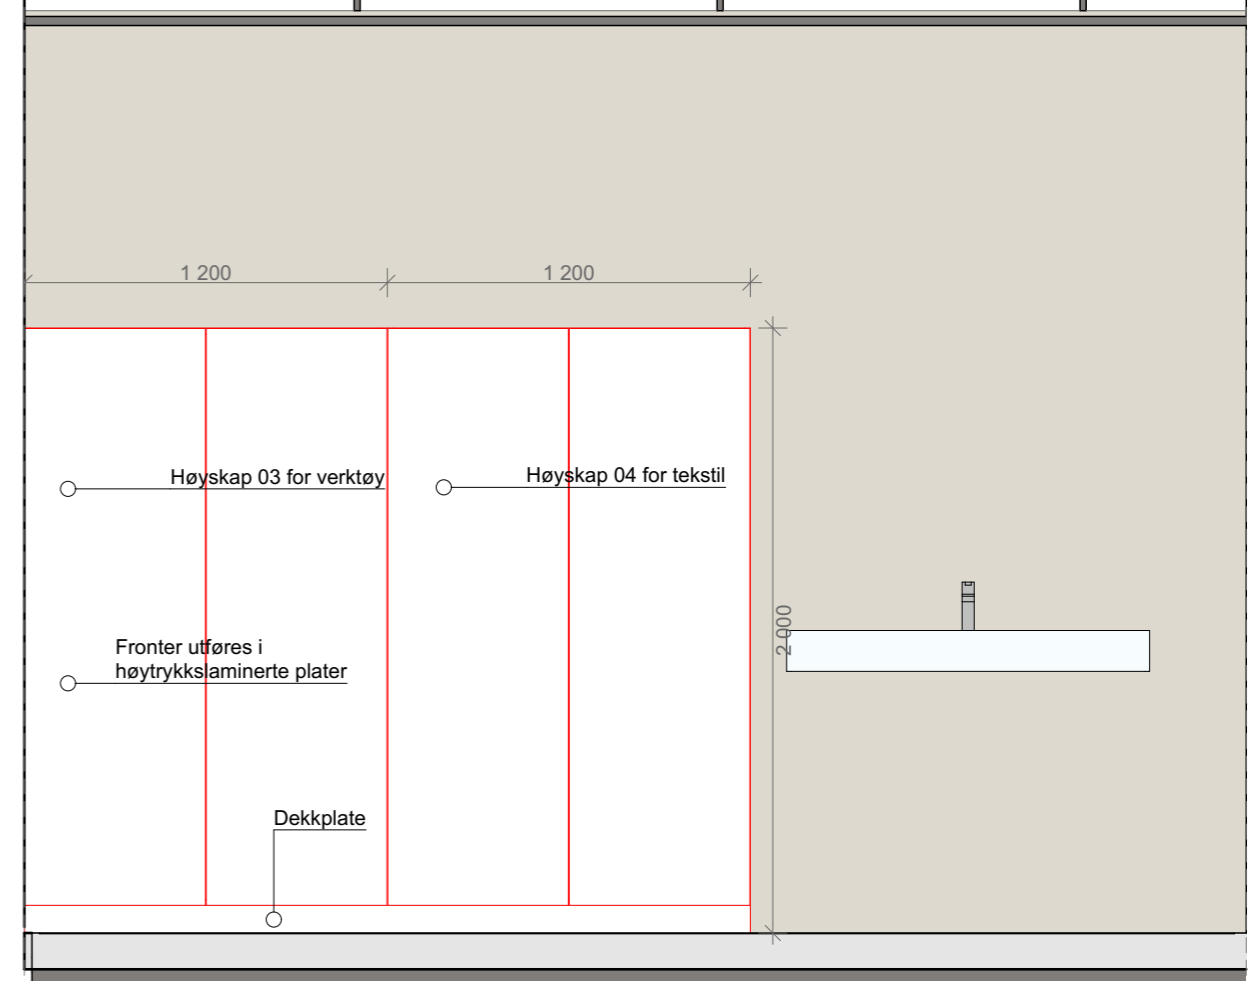 1 200
1 200
Høyskap 03 for verktøy
Høyskap 04 for tekstil
2 000
Fronter utføres i
høytrykkslaminerte plater
Dekkplate